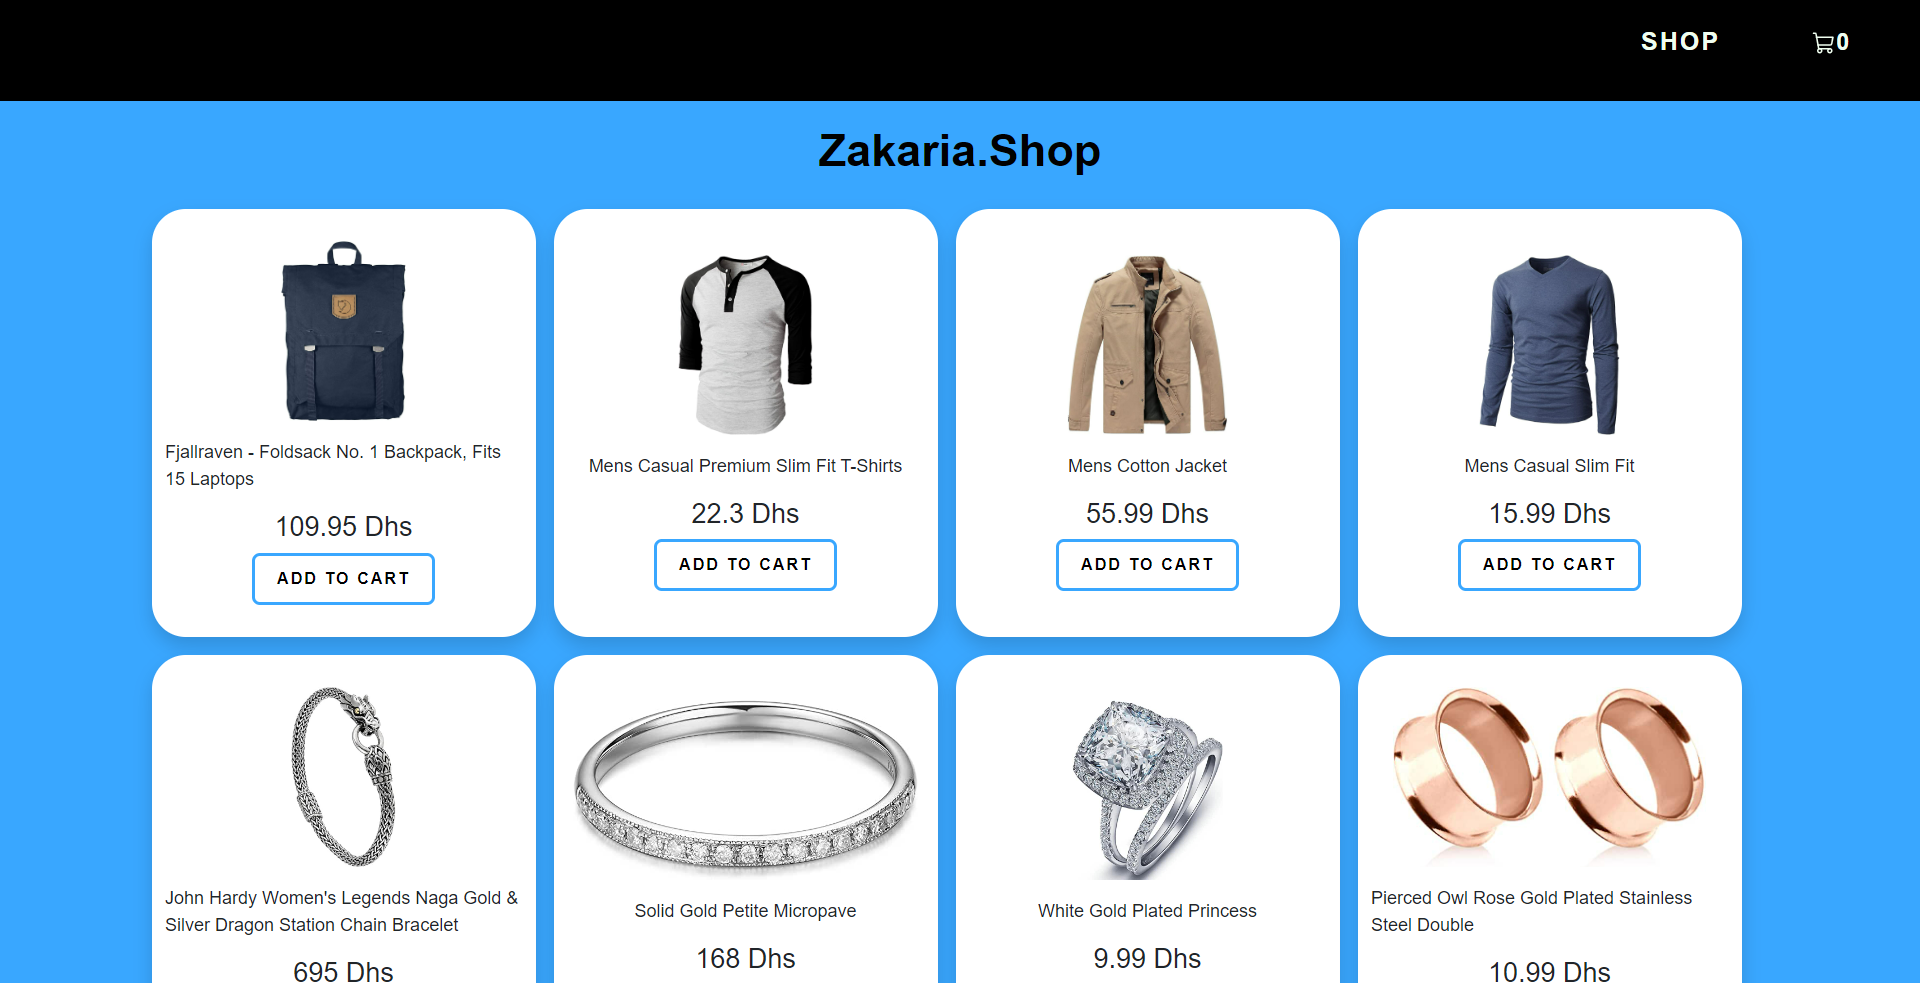 SHOP
0
Zakaria.Shop
Fjallraven - Foldsack No. 1 Backpack, Fits
15 Laptops
109.95 Dhs
ADD TO CART
Mens Casual Premium Slim Fit T-Shirts
22.3 Dhs
ADD TO CART
Mens Cotton Jacket
55.99 Dhs
ADD TO CART
Mens Casual Slim Fit
15.99 Dhs
ADD TO CART
John Hardy Women's Legends Naga Gold &
Silver Dragon Station Chain Bracelet
695 Dhs
Solid Gold Petite Micropave
168 Dhs
White Gold Plated Princess
9.99 Dhs
Pierced Owl Rose Gold Plated Stainless
Steel Double
10.99 Dhs